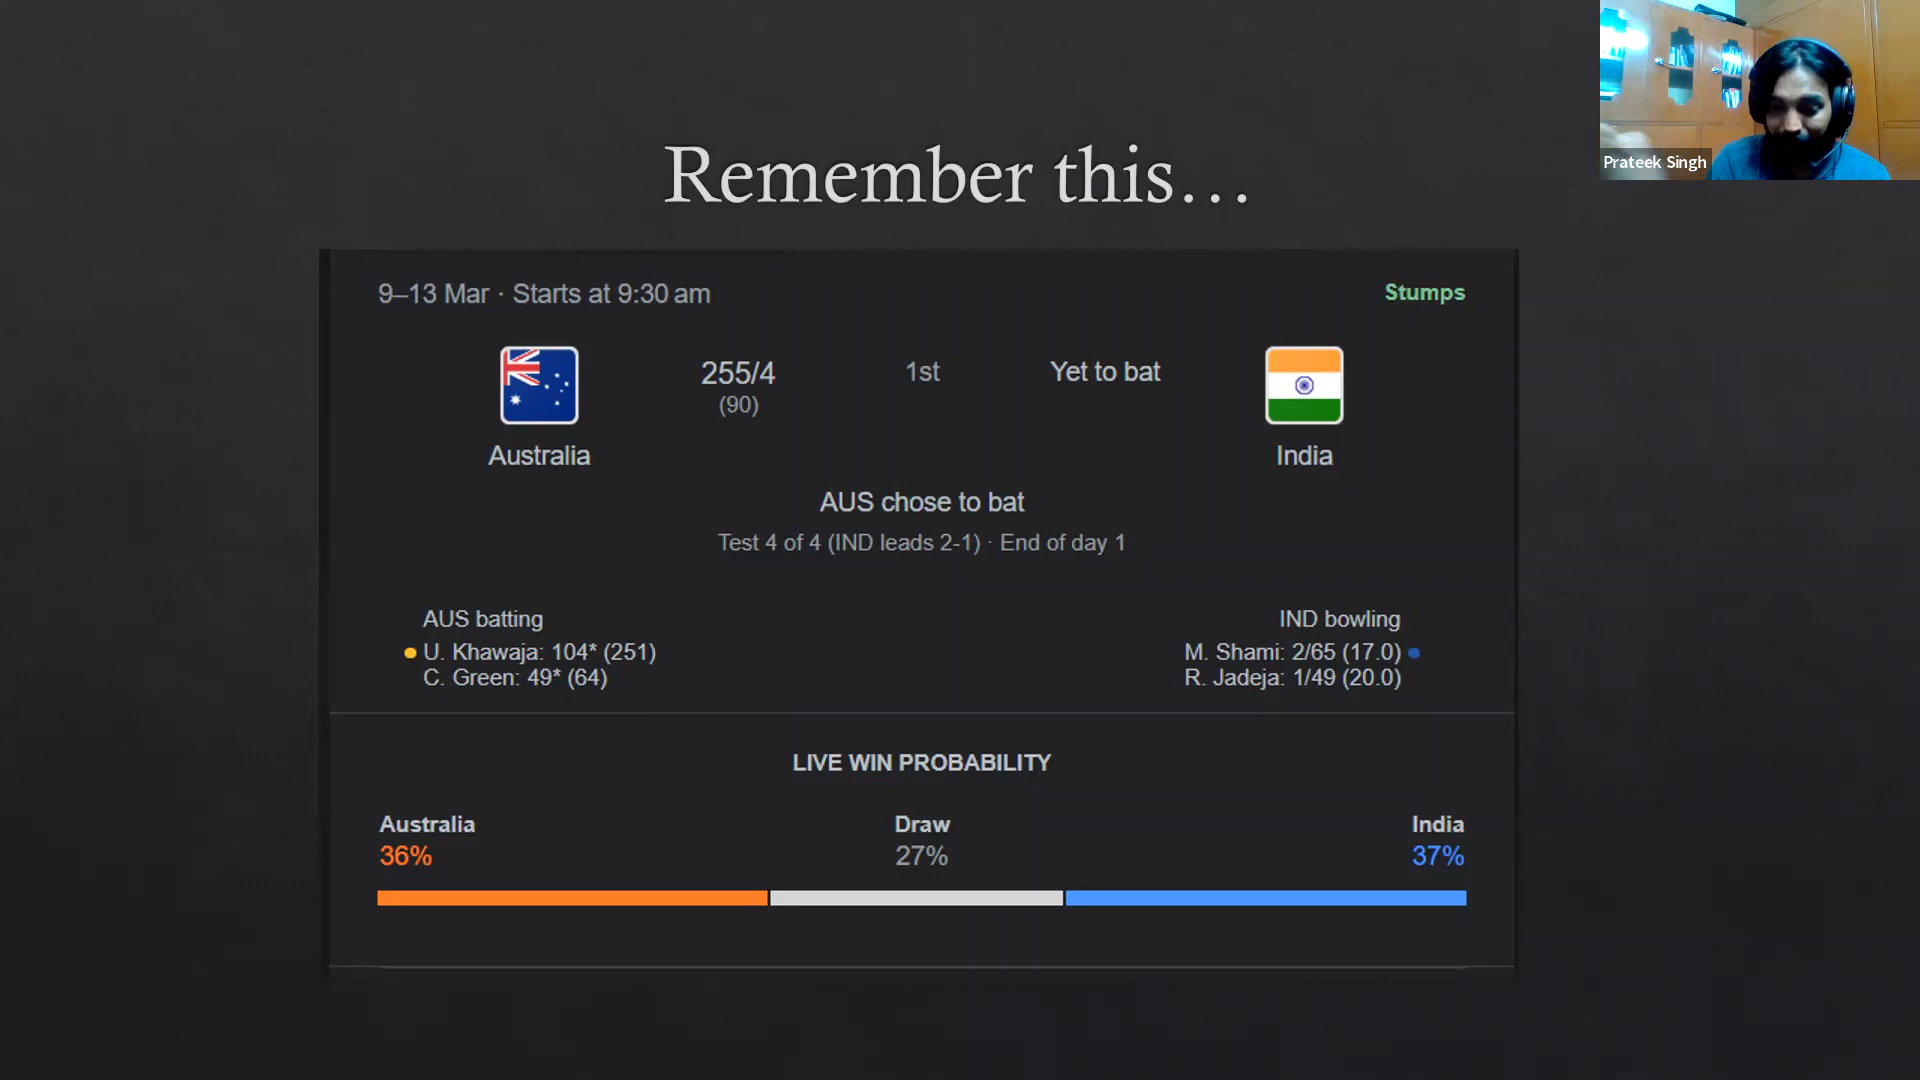 Prateek Singh
Remember this…
9–13 Mar · Starts at 9:30 am
Stumps
255/4
1st
Yet to bat
(90)
Australia
India
AUS chose to bat
Test 4 of 4 (IND leads 2-1) · End of day 1
AUS batting
IND bowling
U. Khawaja: 104* (251)
M. Shami: 2/65 (17.0)
C. Green: 49* (64)
R. Jadeja: 1/49 (20.0)
LIVE WIN PROBABILITY
Australia
Draw
India
36%
27%
37%